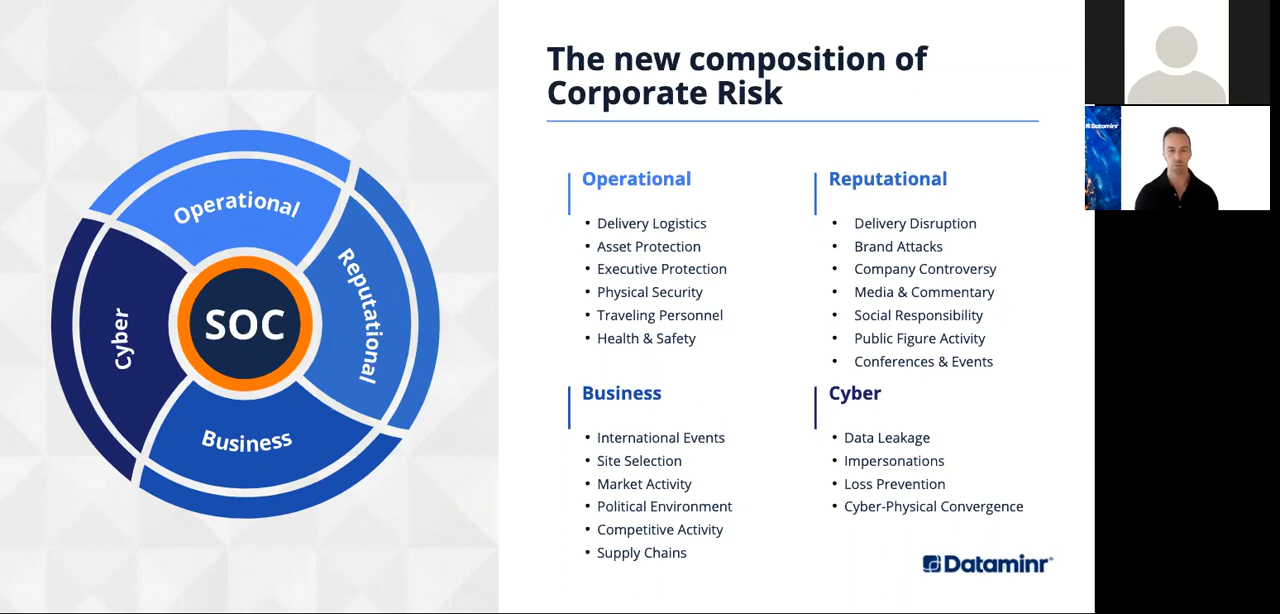 The new composition of
Corporate Risk
Operational
Reputational
Business
Cyber
SOC
Operational
• Delivery Logistics
• Asset Protection
• Executive Protection
• Physical Security
• Traveling Personnel
• Health & Safety
Reputational
• Delivery Disruption
• Brand Attacks
• Company Controversy
• Media & Commentary
• Social Responsibility
• Public Figure Activity
• Conferences & Events
Business
• International Events
• Site Selection
• Market Activity
• Political Environment
• Competitive Activity
• Supply Chains
Cyber
• Data Leakage
• Impersonations
• Loss Prevention
• Cyber-Physical Convergence
Dataminr®
Dataminr